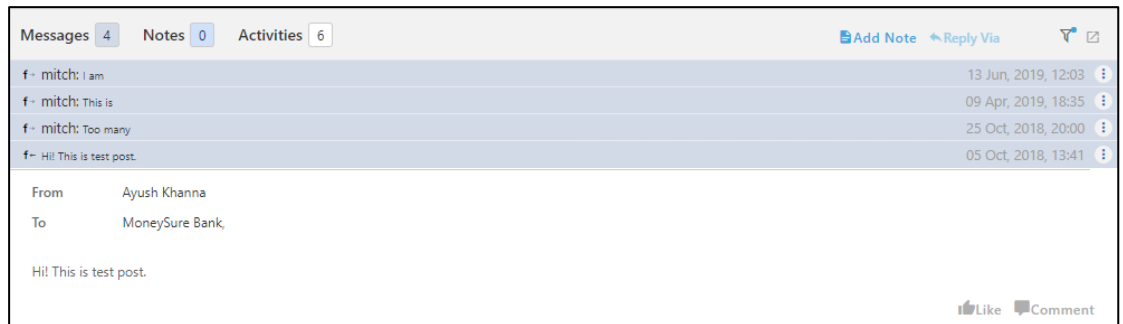 Messages 4 Notes 0 Activities 6 Add Note Reply Via
mitch: I am 13 Jun, 2019, 12:03
mitch: This is 09 Apr, 2019, 18:35
mitch: Too many 25 Oct, 2018, 20:00
Hi! This is test post. 05 Oct, 2018, 13:41
From Ayush Khanna
To MoneySure Bank,
Hi! This is test post.
Like Comment